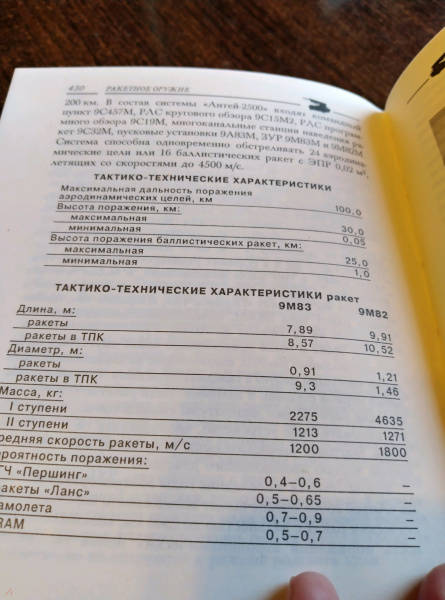 430 РАКЕТНОЕ ОРУЖИЕ
200 км. В состав системы «Антей-2500» входят командный
пункт 9С457М, РЛС кругового обзора 9С15М2, РЛС програм-
много обзора 9С19М, многоканальные станции наведения ра-
кет 9С32М, пусковые установки 9А83М, ЗУР 9М83М и 9М82М.
Система способна одновременно обстреливать 24 аэродина-
мические цели или 16 баллистических ракет с ЭПР 0,02 м²,
летящих со скоростями до 4500 м/с.
ТАКТИКО-ТЕХНИЧЕСКИЕ ХАРАКТЕРИСТИКИ
Максимальная дальность поражения
аэродинамических целей, км 100,0
Высота поражения, км:
максимальная 30,0
минимальная 0,05
Высота поражения баллистических ракет, км:
максимальная 25,0
минимальная 1,0
ТАКТИКО-ТЕХНИЧЕСКИЕ ХАРАКТЕРИСТИКИ ракет
9М83 9М82
Длина, м:
ракеты 7,89 9,91
ракеты в ТПК 8,57 10,52
Диаметр, м:
ракеты 0,91 1,21
ракеты в ТПК 9,3 1,46
Масса, кг:
I ступени 2275 4635
II ступени 1213 1271
редняя скорость ракеты, м/с 1200 1800
роятность поражения:
ГЧ «Першинг» 0,4–0,6 –
ракеты «Ланс» 0,5–0,65 –
амолета 0,7–0,9 –
RAM 0,5–0,7 –